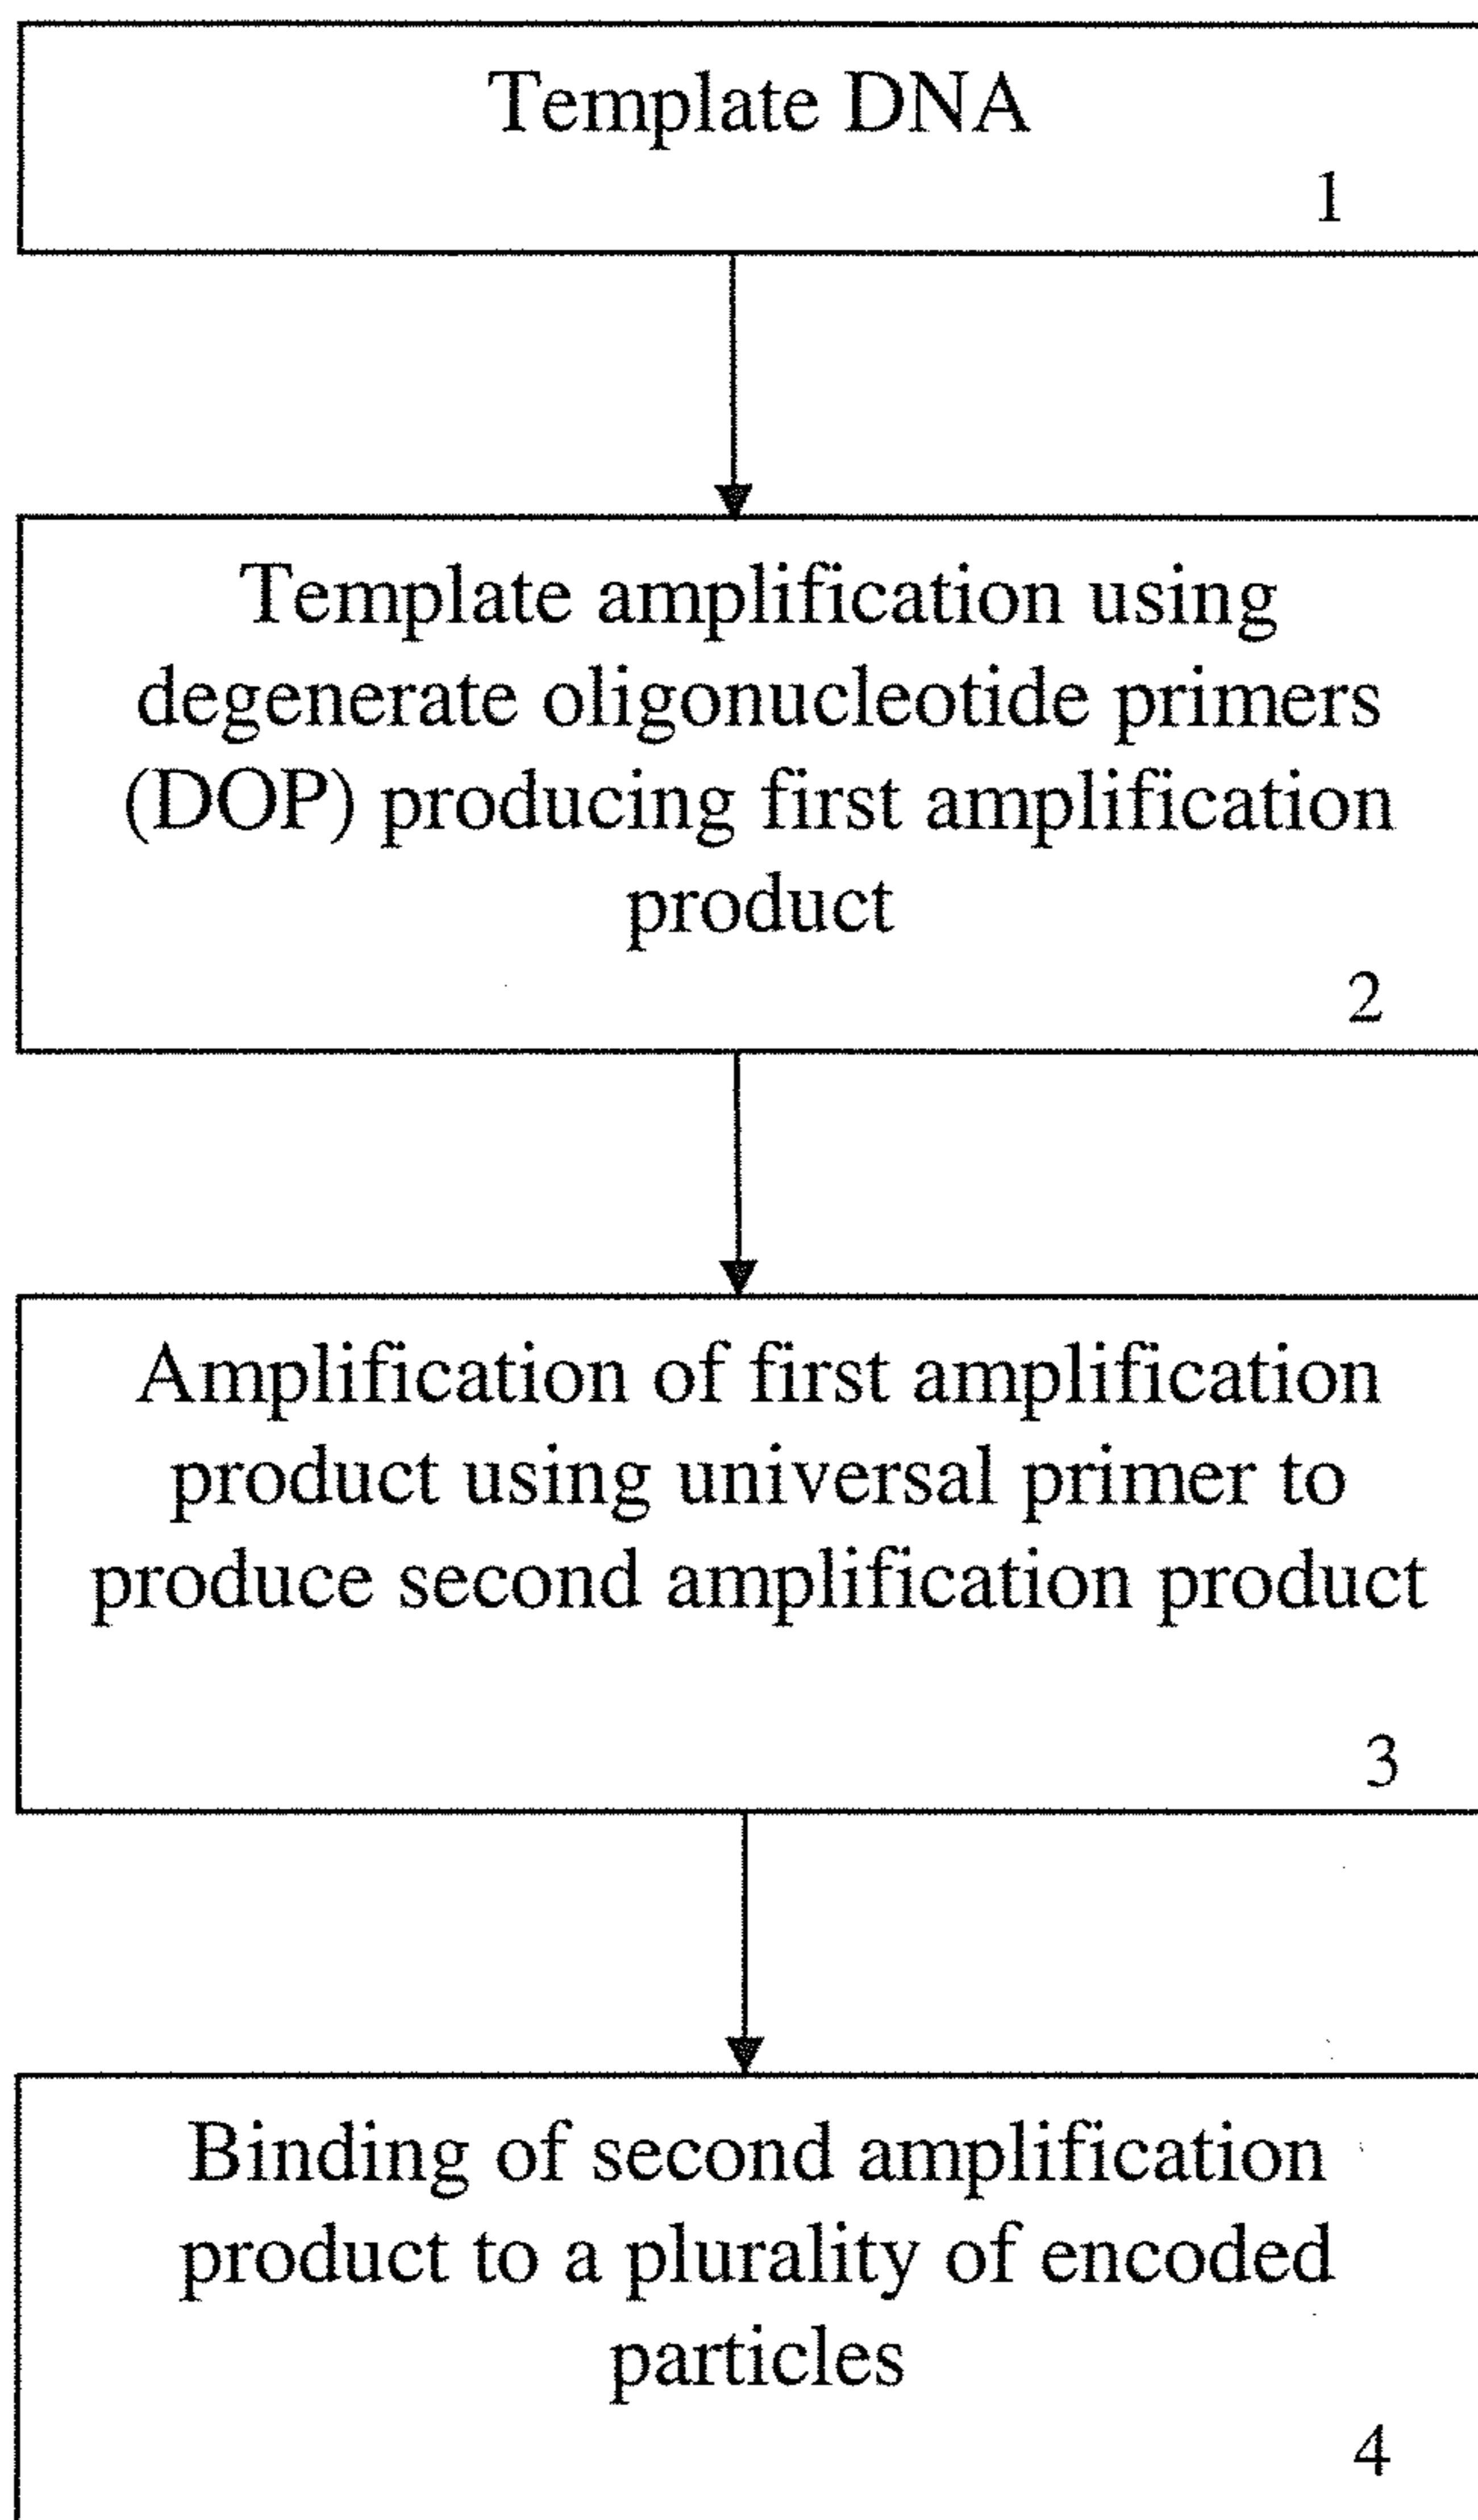 Template DNA
1
Template amplification using
degenerate oligonucleotide primers
(DOP) producing first amplification
product
2
Amplification of first amplification
product using universal primer to
produce second amplification product
3
Binding of second amplification
product to a plurality of encoded
particles
4